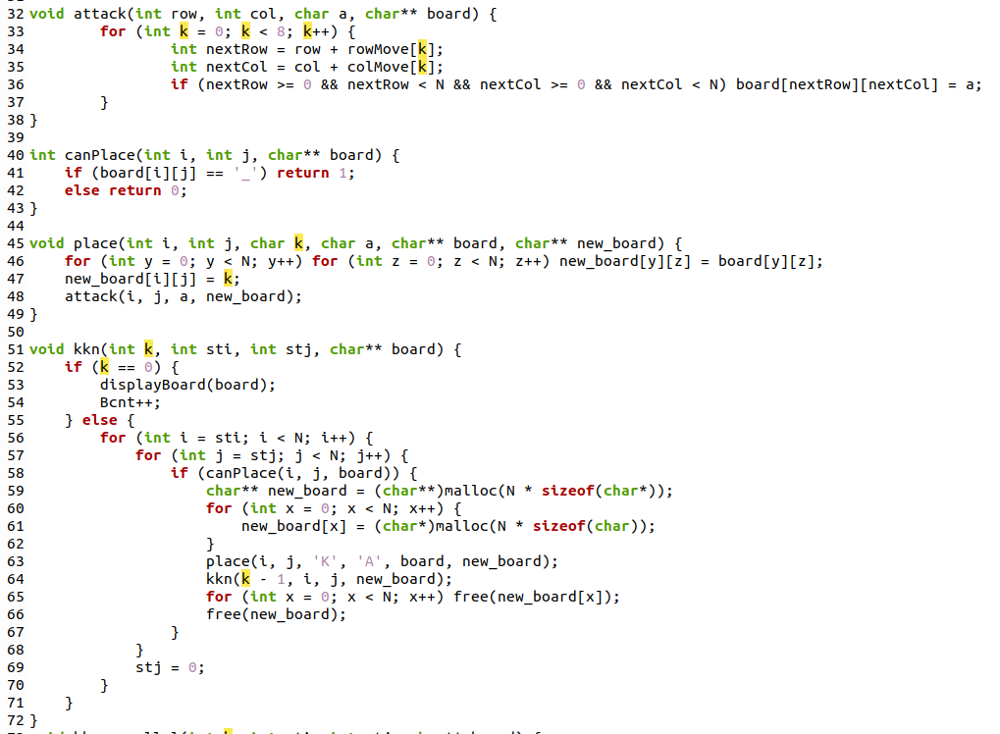 32 void attack(int row, int col, char a, char** board) {
33         for (int k = 0; k < 8; k++) {
34                 int nextRow = row + rowMove[k];
35                 int nextCol = col + colMove[k];
36                 if (nextRow >= 0 && nextRow < N && nextCol >= 0 && nextCol < N) board[nextRow][nextCol] = a;
37         }
38 }
39
40 int canPlace(int i, int j, char** board) {
41     if (board[i][j] == '_') return 1;
42     else return 0;
43 }
44
45 void place(int i, int j, char k, char a, char** board, char** new_board) {
46     for (int y = 0; y < N; y++) for (int z = 0; z < N; z++) new_board[y][z] = board[y][z];
47     new_board[i][j] = k;
48     attack(i, j, a, new_board);
49 }
50
51 void kkn(int k, int sti, int stj, char** board) {
52     if (k == 0) {
53         displayBoard(board);
54         Bcnt++;
55     } else {
56         for (int i = sti; i < N; i++) {
57             for (int j = stj; j < N; j++) {
58                 if (canPlace(i, j, board)) {
59                     char** new_board = (char**)malloc(N * sizeof(char*));
60                     for (int x = 0; x < N; x++) {
61                         new_board[x] = (char*)malloc(N * sizeof(char));
62                     }
63                     place(i, j, 'K', 'A', board, new_board);
64                     kkn(k - 1, i, j, new_board);
65                     for (int x = 0; x < N; x++) free(new_board[x]);
66                     free(new_board);
67                 }
68             }
69             stj = 0;
70         }
71     }
72 }